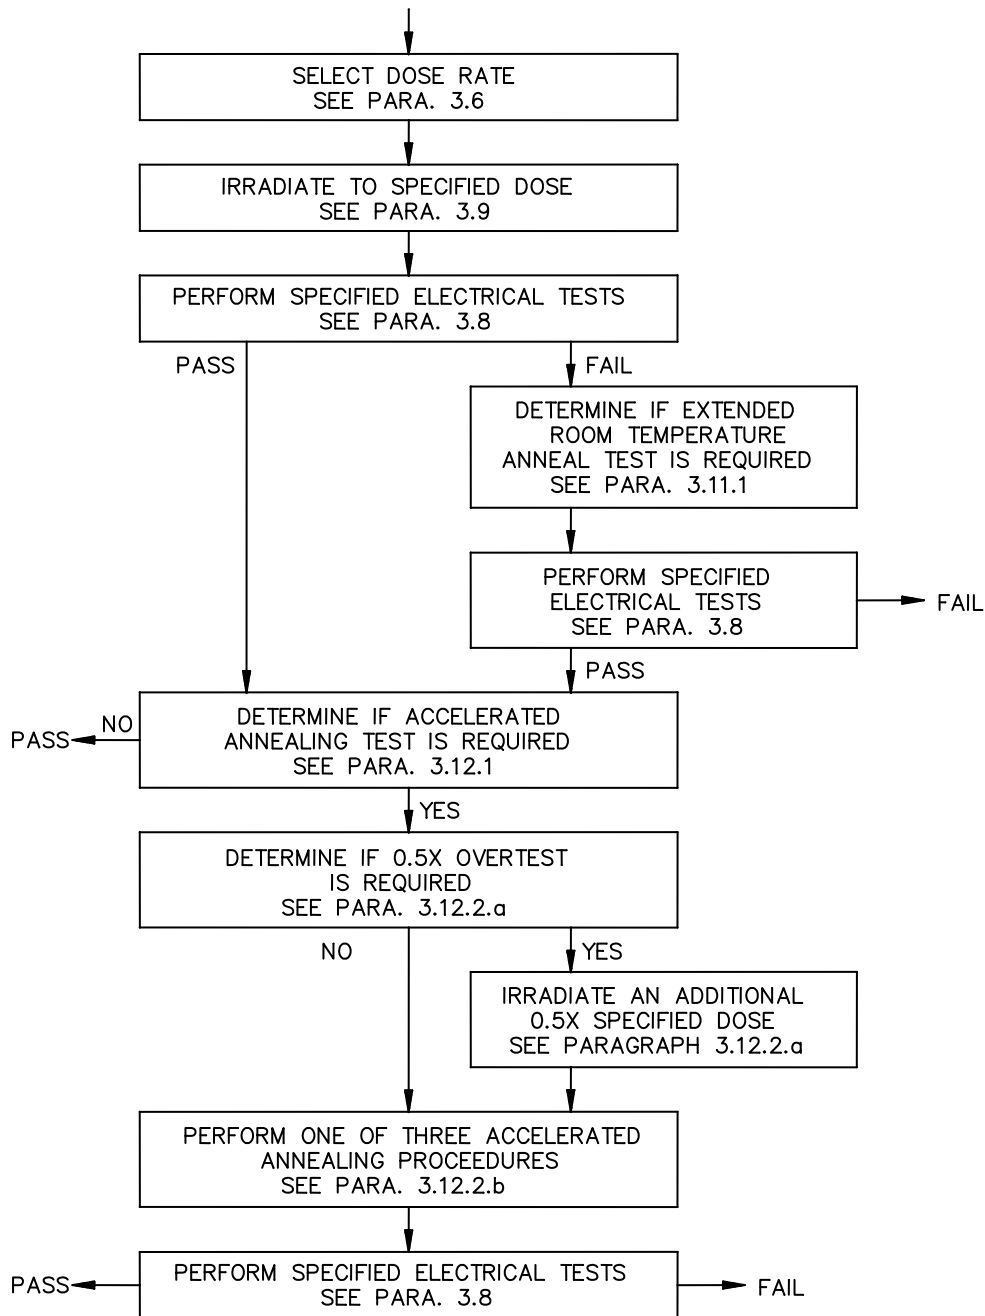 SELECT DOSE RATE
SEE PARA. 3.6
IRRADIATE TO SPECIFIED DOSE
SEE PARA. 3.9
PERFORM SPECIFIED ELECTRICAL TESTS
SEE PARA. 3.8
PASS
FAIL
DETERMINE IF EXTENDED
ROOM TEMPERATURE
ANNEAL TEST IS REQUIRED
SEE PARA. 3.11.1
PERFORM SPECIFIED
ELECTRICAL TESTS
SEE PARA. 3.8
FAIL
PASS
DETERMINE IF ACCELERATED
ANNEALING TEST IS REQUIRED
SEE PARA. 3.12.1
NO
PASS
YES
DETERMINE IF 0.5X OVERTEST
IS REQUIRED
SEE PARA. 3.12.2.a
NO
YES
IRRADIATE AN ADDITIONAL
0.5X SPECIFIED DOSE
SEE PARAGRAPH 3.12.2.a
PERFORM ONE OF THREE ACCELERATED
ANNEALING PROCEEDURES
SEE PARA. 3.12.2.b
PERFORM SPECIFIED ELECTRICAL TESTS
SEE PARA. 3.8
PASS
FAIL